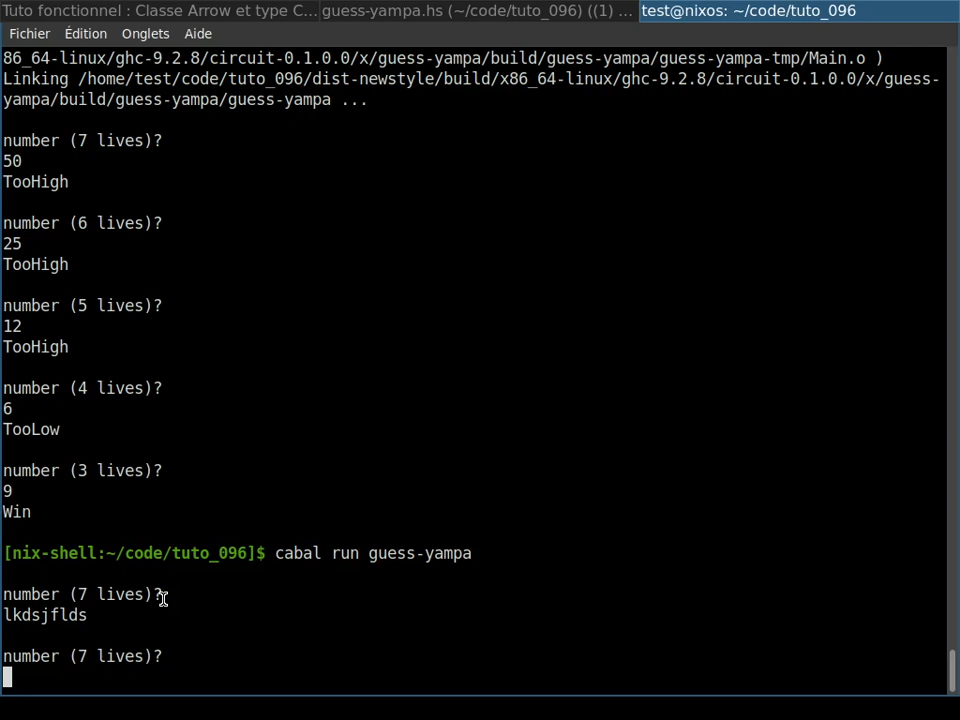 Tuto fonctionnel : Classe Arrow et type C... guess-yampa.hs (~/code/tuto_096) ((1) ... test@nixos: ~/code/tuto_096
Fichier Édition Onglets Aide
86_64-linux/ghc-9.2.8/circuit-0.1.0.0/x/guess-yampa/build/guess-yampa/guess-yampa-tmp/Main.o )
Linking /home/test/code/tuto_096/dist-newstyle/build/x86_64-linux/ghc-9.2.8/circuit-0.1.0.0/x/guess-
yampa/build/guess-yampa/guess-yampa ...
number (7 lives)?
50
TooHigh
number (6 lives)?
25
TooHigh
number (5 lives)?
12
TooHigh
number (4 lives)?
6
TooLow
number (3 lives)?
9
Win
[nix-shell:~/code/tuto_096]$ cabal run guess-yampa
number (7 lives)?
lkdsjflds
number (7 lives)?